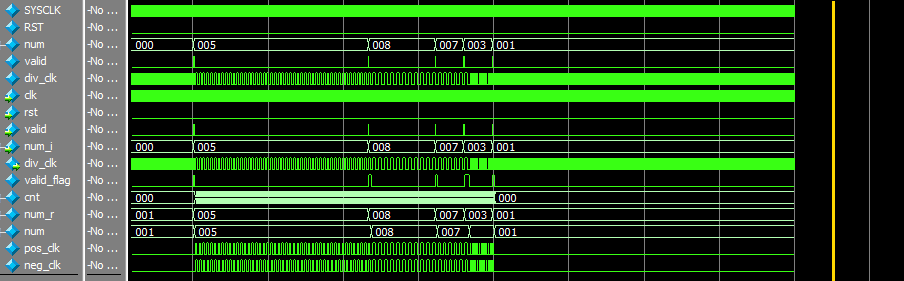 SYSCLK -No ...
RST -No ...
num -No ... 000 005 008 007 003 001
valid -No ...
div_clk -No ...
clk -No ...
rst -No ...
valid -No ...
num_i -No ... 000 005 008 007 003 001
div_clk -No ...
valid_flag -No ...
cnt -No ... 000 000
num_r -No ... 001 005 008 007 003 001
num -No ... 001 005 008 007 001
pos_clk -No ...
neg_clk -No ...